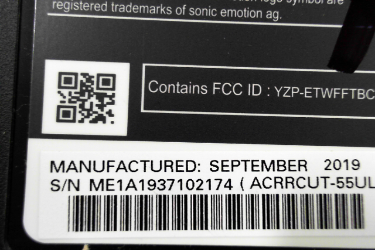 registered trademarks of sonic emotion ag.
Contains FCC ID : YZP-ETWFFTBC
MANUFACTURED: SEPTEMBER 2019
S/N ME1A1937102174 ( ACRRCUT-55UL